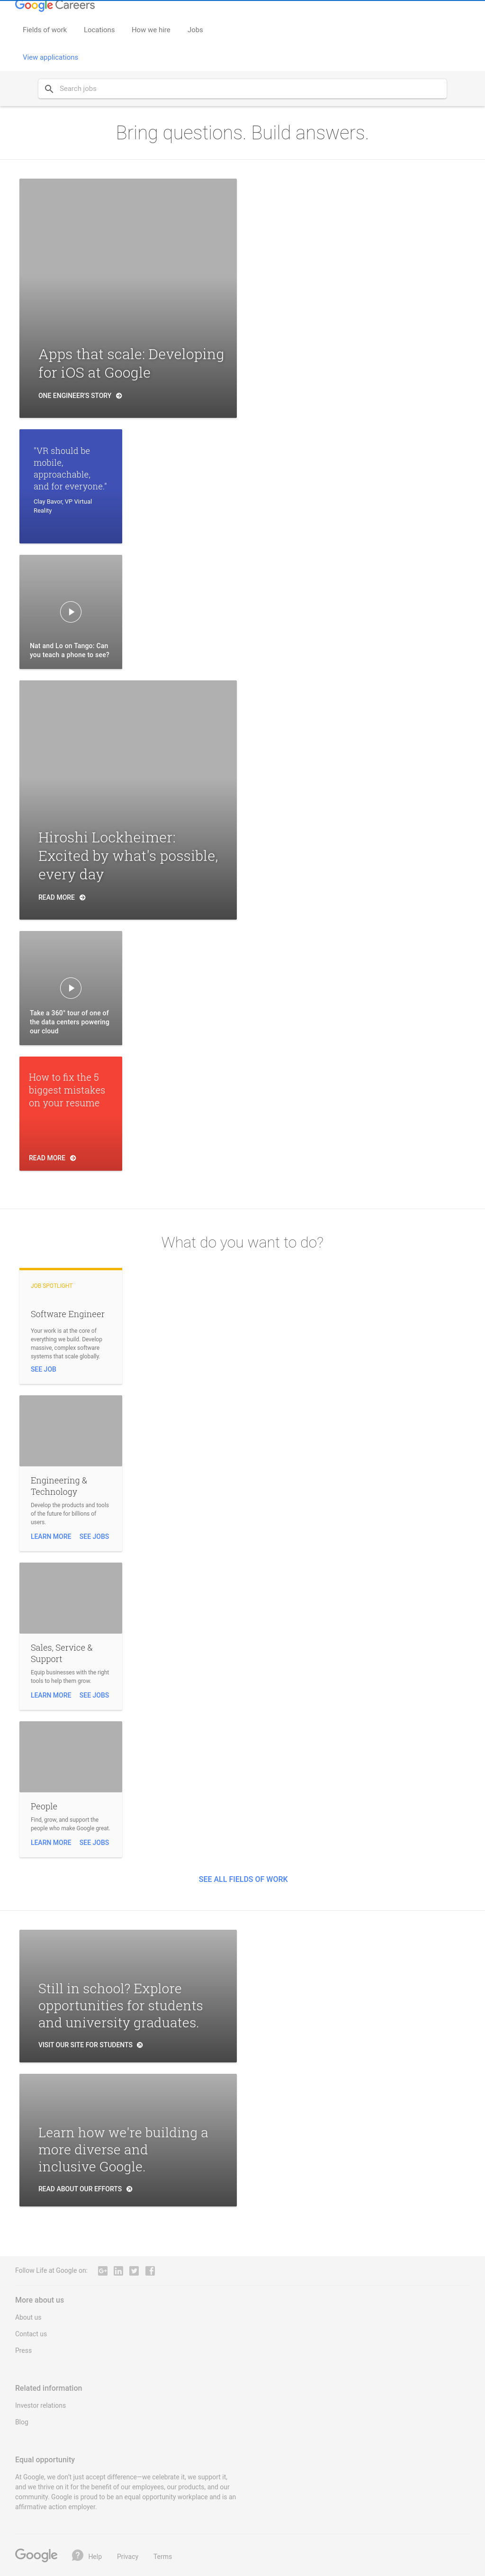 Google Careers
Fields of work Locations How we hire Jobs
View applications
Search jobs
Bring questions. Build answers.
Apps that scale: Developing
for iOS at Google
ONE ENGINEER'S STORY
"VR should be
mobile,
approachable,
and for everyone."
Clay Bavor, VP Virtual
Reality
Nat and Lo on Tango: Can
you teach a phone to see?
Hiroshi Lockheimer:
Excited by what's possible,
every day
READ MORE
Take a 360° tour of one of
the data centers powering
our cloud
How to fix the 5
biggest mistakes
on your resume
READ MORE
What do you want to do?
JOB SPOTLIGHT
Software Engineer
Your work is at the core of
everything we build. Develop
massive, complex software
systems that scale globally.
SEE JOB
Engineering &
Technology
Develop the products and tools
of the future for billions of
users.
LEARN MORE SEE JOBS
Sales, Service &
Support
Equip businesses with the right
tools to help them grow.
LEARN MORE SEE JOBS
People
Find, grow, and support the
people who make Google great.
LEARN MORE SEE JOBS
SEE ALL FIELDS OF WORK
Still in school? Explore
opportunities for students
and university graduates.
VISIT OUR SITE FOR STUDENTS
Learn how we're building a
more diverse and
inclusive Google.
READ ABOUT OUR EFFORTS
Follow Life at Google on:
More about us
About us
Contact us
Press
Related information
Investor relations
Blog
Equal opportunity
At Google, we don't just accept difference—we celebrate it, we support it,
and we thrive on it for the benefit of our employees, our products, and our
community. Google is proud to be an equal opportunity workplace and is an
affirmative action employer.
Google Help Privacy Terms